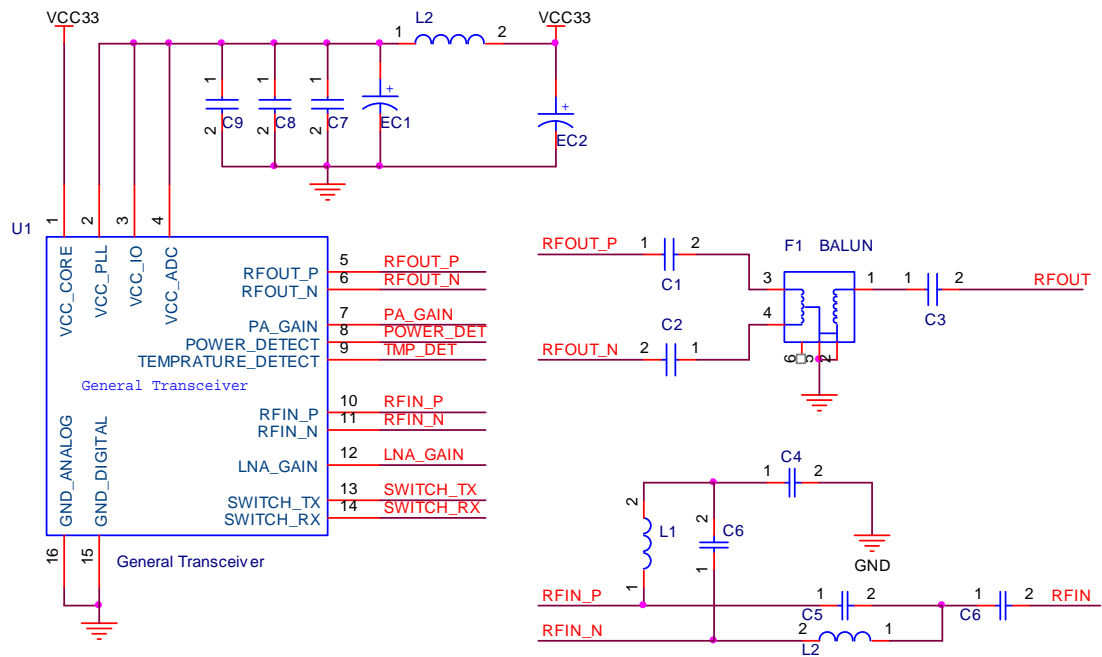 VCC33
L2
VCC33
1
2
1
1
1
+
+
C9
C8
C7
EC1
EC2
2
2
2
1
2
3
4
U1
VCC_CORE
VCC_PLL
VCC_IO
VCC_ADC
RFOUT_P
5
RFOUT_P
RFOUT_N
6
RFOUT_N
PA_GAIN
7
PA_GAIN
POWER_DETECT
8
POWER_DET
TEMPRATURE_DETECT
9
TMP_DET
General Transceiver
RFIN_P
10
RFIN_P
RFIN_N
11
RFIN_N
LNA_GAIN
12
LNA_GAIN
SWITCH_TX
13
SWITCH_TX
SWITCH_RX
14
SWITCH_RX
GND_ANALOG
GND_DIGITAL
16
15
General Transceiver
RFOUT_P
1
2
C1
F1
BALUN
3
1
1
2
RFOUT
4
C3
C2
RFOUT_N
2
1
6
5
2
C4
1
2
2
2
L1
C6
GND
1
1
RFIN_P
1
2
C5
C6
1
2
RFIN
RFIN_N
2
1
L2